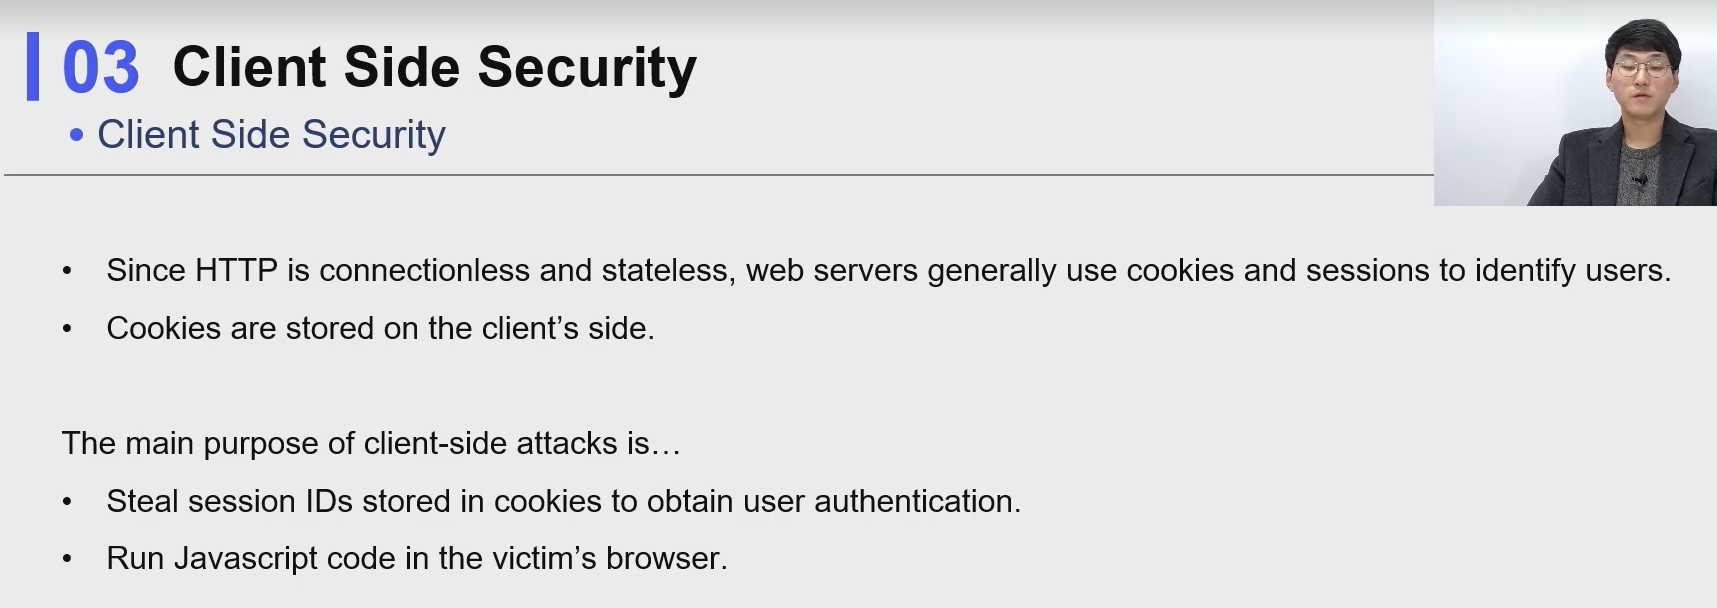 03 Client Side Security
• Client Side Security
• Since HTTP is connectionless and stateless, web servers generally use cookies and sessions to identify users.
• Cookies are stored on the client’s side.
The main purpose of client-side attacks is…
• Steal session IDs stored in cookies to obtain user authentication.
• Run Javascript code in the victim’s browser.